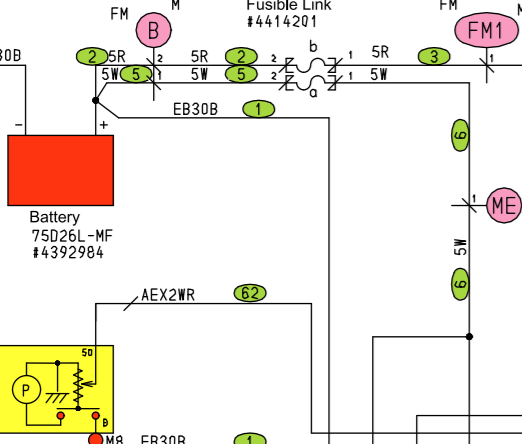 FM
M
Fusible Link
#4414201
FM
M
B
FM1
30B
2
5R
2
5R
2
2
b
1
5R
3
1
5W
5
1
5W
5
2
a
1
5W
EB30B
1
-
+
6
Battery
75D26L-MF
#4392984
1
ME
5W
6
AEX2WR
62
50
P
B
M8
EB30B
1